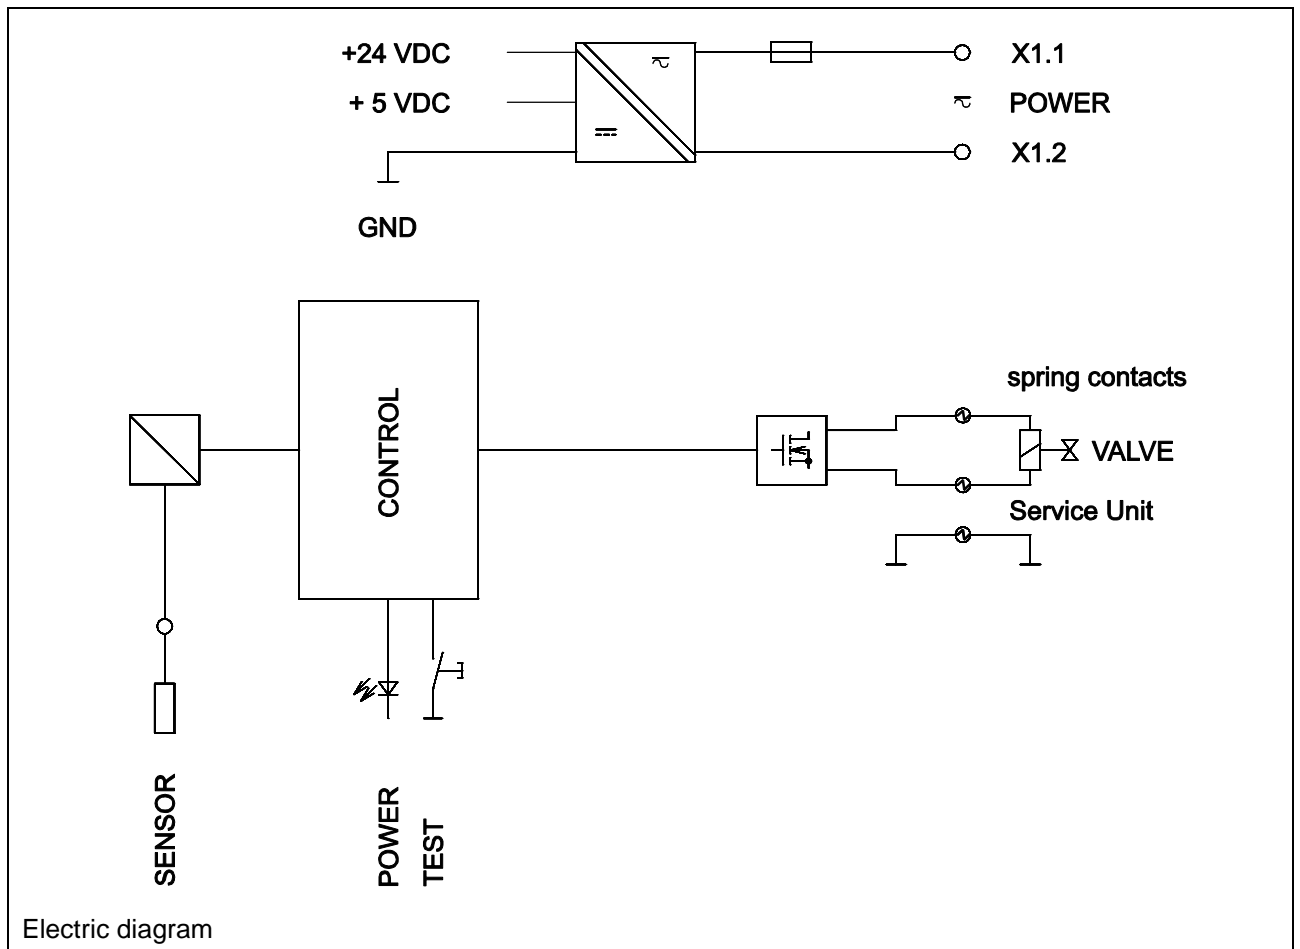 +24 VDC
X1.1
+ 5 VDC
POWER
X1.2
GND
CONTROL
spring contacts
VALVE
Service Unit
SENSOR
POWER
TEST
Electric diagram